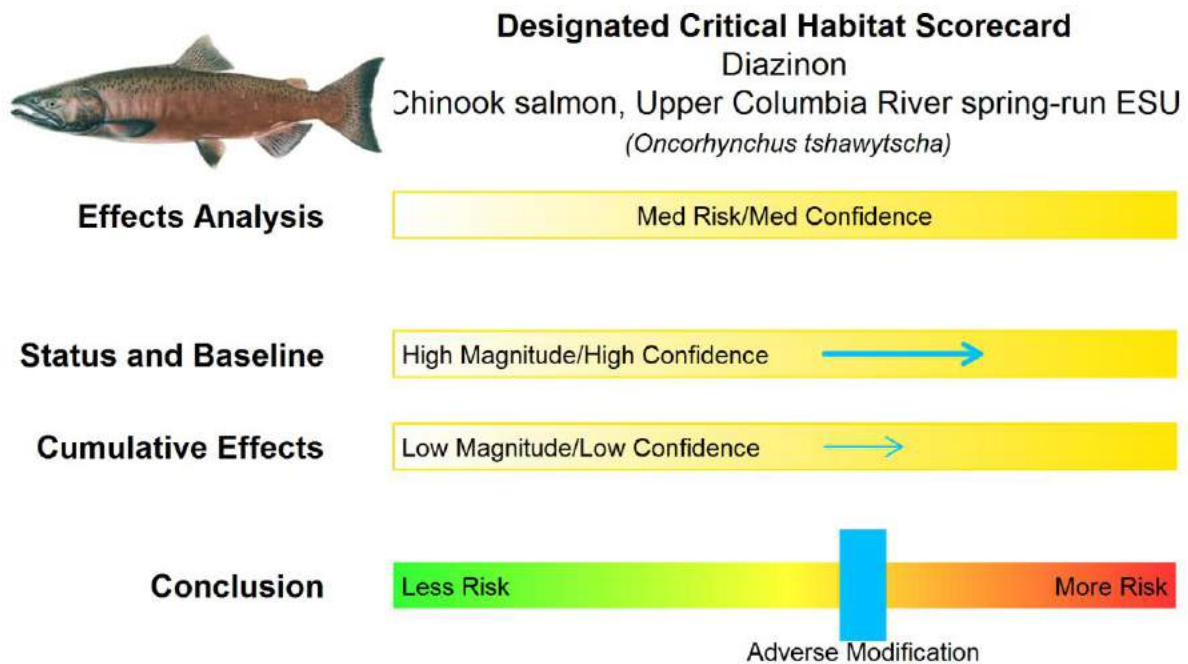 Designated Critical Habitat Scorecard
Diazinon
Chinook salmon, Upper Columbia River spring-run ESU
(Oncorhynchus tshawytscha)
Effects Analysis
Med Risk/Med Confidence
Status and Baseline
High Magnitude/High Confidence
Cumulative Effects
Low Magnitude/Low Confidence
Conclusion
Less Risk
More Risk
Adverse Modification